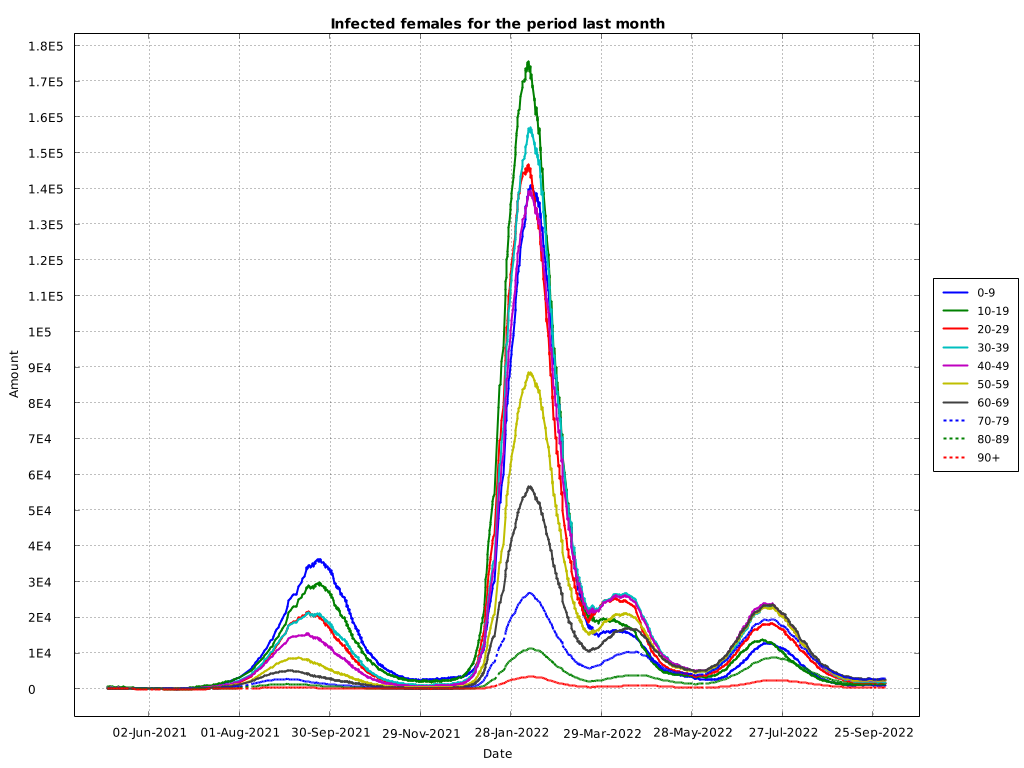 Infected females for the period last month
1.8E5
1.7E5
1.6E5
1.5E5
1.4E5
1.3E5
1.2E5
1.1E5
1E5
9E4
8E4
7E4
6E4
5E4
4E4
3E4
2E4
1E4
0
Amount
02-Jun-2021 01-Aug-2021 30-Sep-2021 29-Nov-2021 28-Jan-2022 29-Mar-2022 28-May-2022 27-Jul-2022 25-Sep-2022
Date
0-9
10-19
20-29
30-39
40-49
50-59
60-69
70-79
80-89
90+